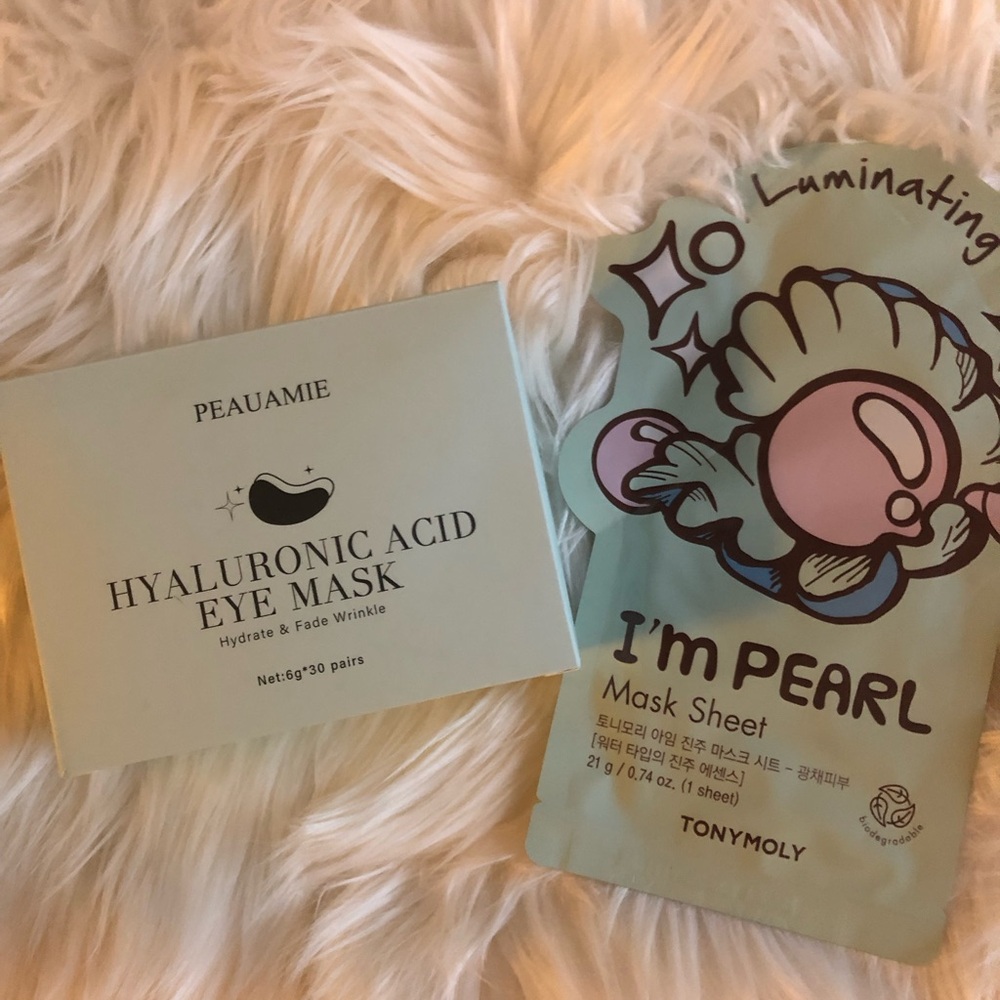 PEAUAMIE
HYALURONIC ACID
EYE MASK
Hydrate & Fade Wrinkle
Net:6g*30 pairs
Luminating
I'm PEARL
Mask Sheet
토니모리 아임 진주 마스크 시트 - 광채피부
[워터 타입의 진주 에센스]
21 g / 0.74 oz. (1 sheet)
biodegradable
TONYMOLY